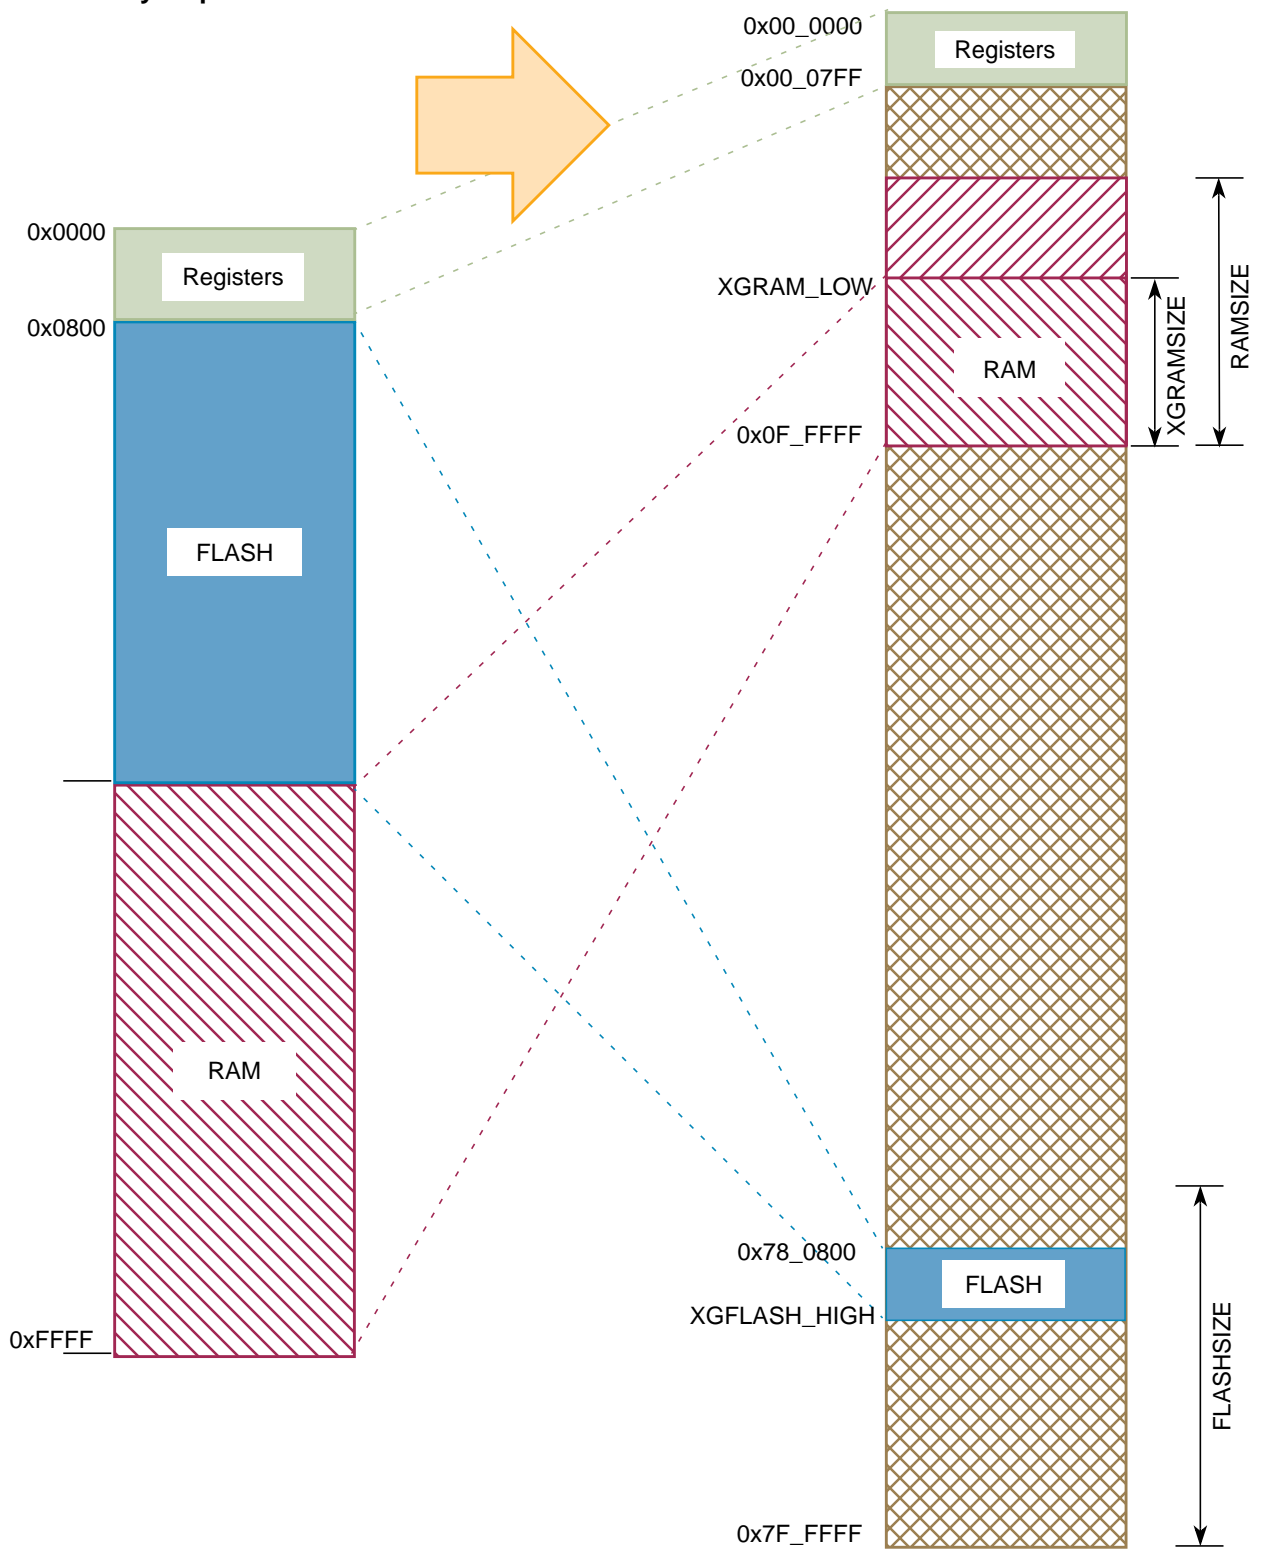 0x00_0000
Registers
0x00_07FF
0x0000
Registers
0x0800
XGRAM_LOW
RAM
XGRAMSIZE
RAMSIZE
0x0F_FFFF
FLASH
RAM
0x78_0800
FLASH
XGFLASH_HIGH
FLASHSIZE
0xFFFF
0x7F_FFFF